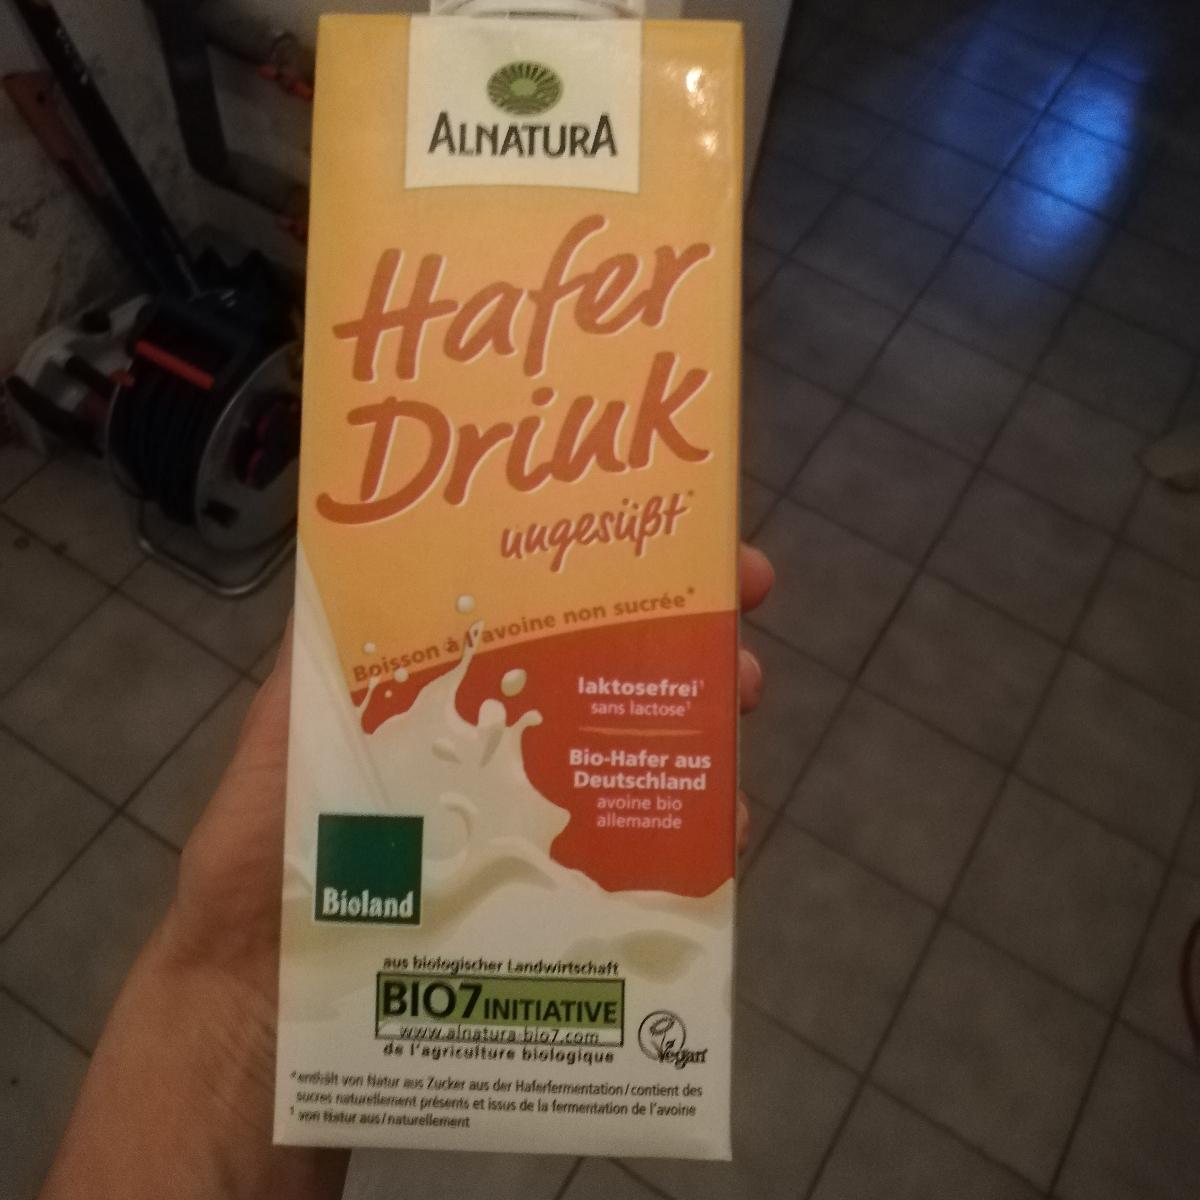 ALNATURA
Hafer
Drink
ungesüßt*
Boisson à l'avoine non sucrée*
laktosefrei¹
sans lactose¹
Bio-Hafer aus
Deutschland
avoine bio
allemande
Bioland
aus biologischer Landwirtschaft
BIO7 INITIATIVE
www.alnatura-bio7.com
de l'agriculture biologique
Vegan
*enthält von Natur aus Zucker aus der Haferfermentation/contient des
sucres naturellement présents et issus de la fermentation de l'avoine
¹ von Natur aus/naturellement